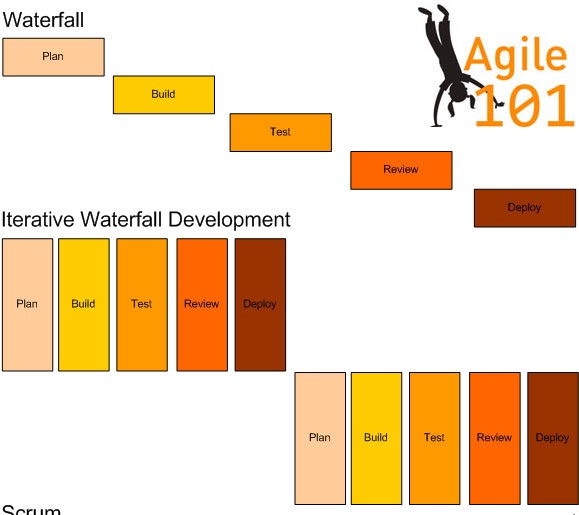 Waterfall
Agile
101
Plan
Build
Test
Review
Deploy
Iterative Waterfall Development
Plan
Build
Test
Review
Deploy
Plan
Build
Test
Review
Deploy
Scrum